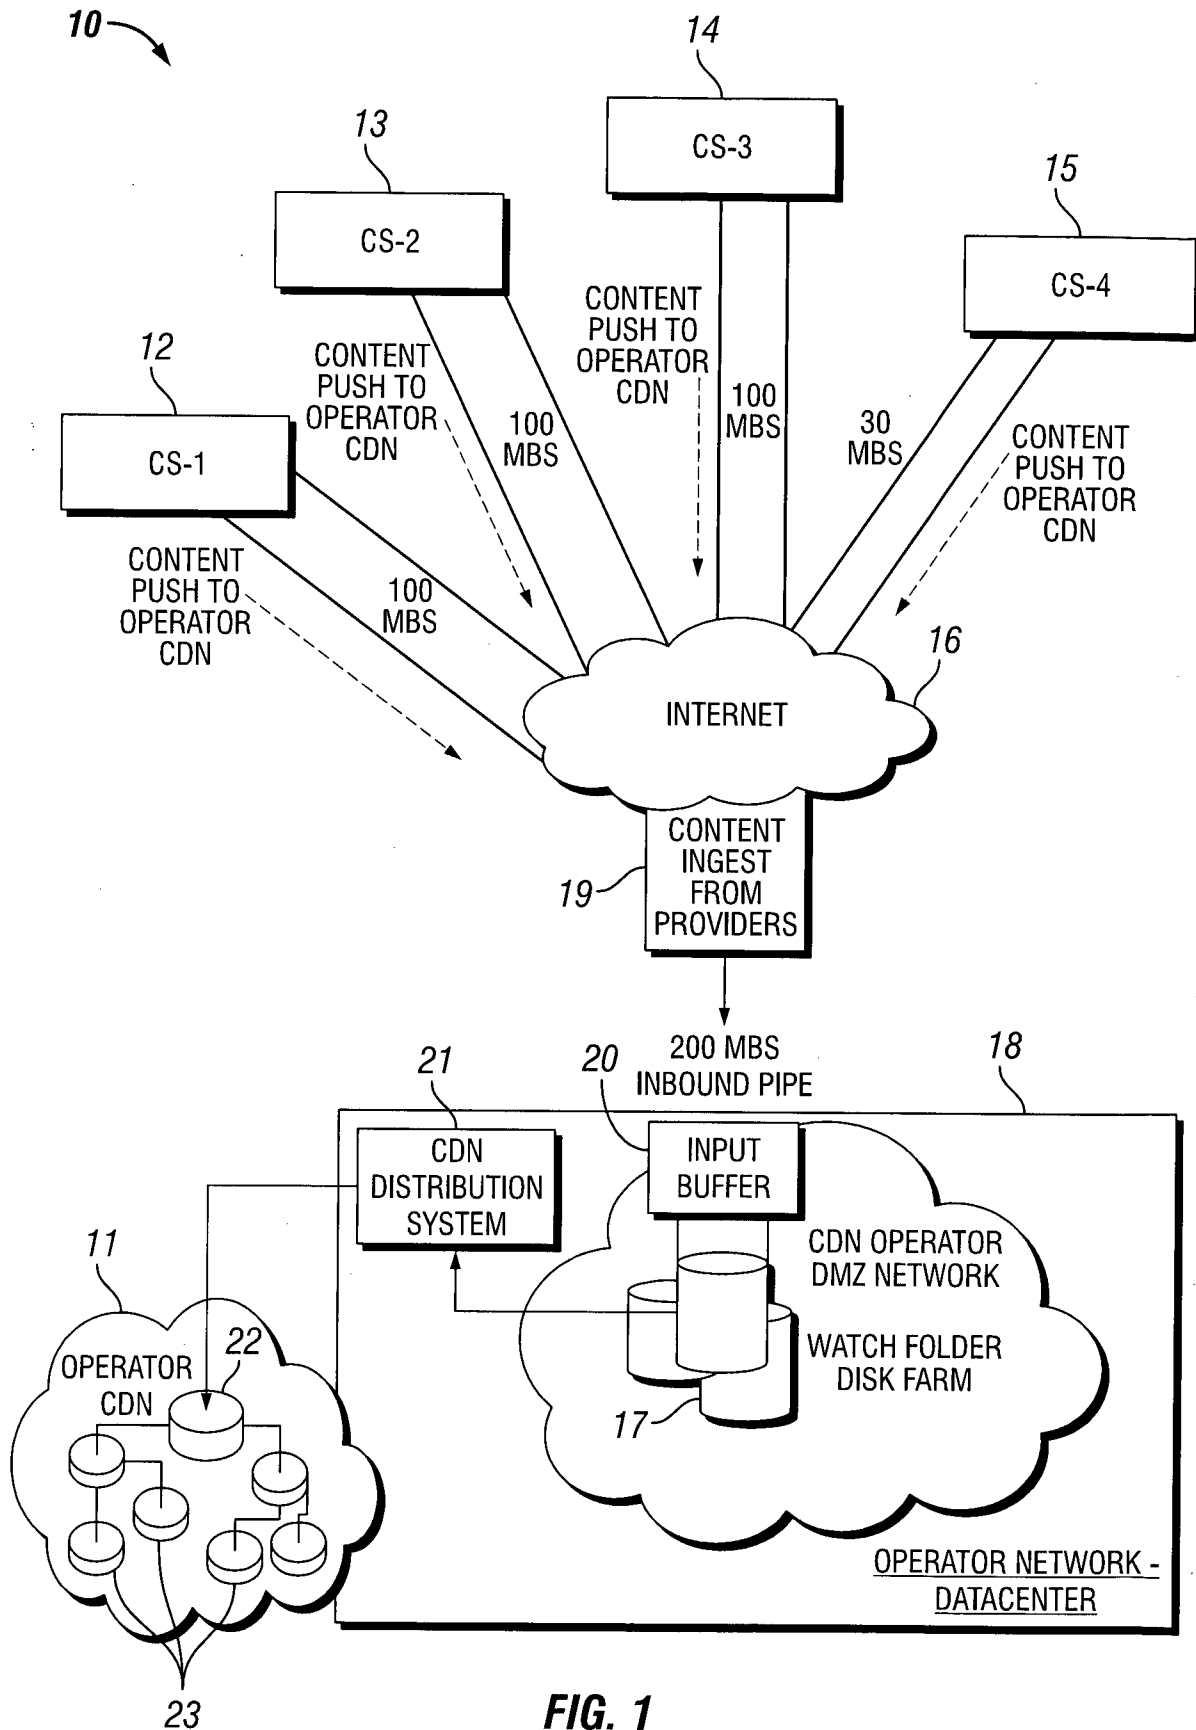 10
14
CS-3
13
CS-2
15
CS-4
12
CS-1
CONTENT
PUSH TO
OPERATOR
CDN
100
MBS
CONTENT
PUSH TO
OPERATOR
CDN
100
MBS
CONTENT
PUSH TO
OPERATOR
CDN
100
MBS
30
MBS
CONTENT
PUSH TO
OPERATOR
CDN
16
INTERNET
19
CONTENT
INGEST
FROM
PROVIDERS
200 MBS
INBOUND PIPE
18
21
CDN
DISTRIBUTION
SYSTEM
20
INPUT
BUFFER
CDN OPERATOR
DMZ NETWORK
WATCH FOLDER
DISK FARM
17
11
OPERATOR
CDN
22
23
OPERATOR NETWORK -
DATACENTER
FIG. 1